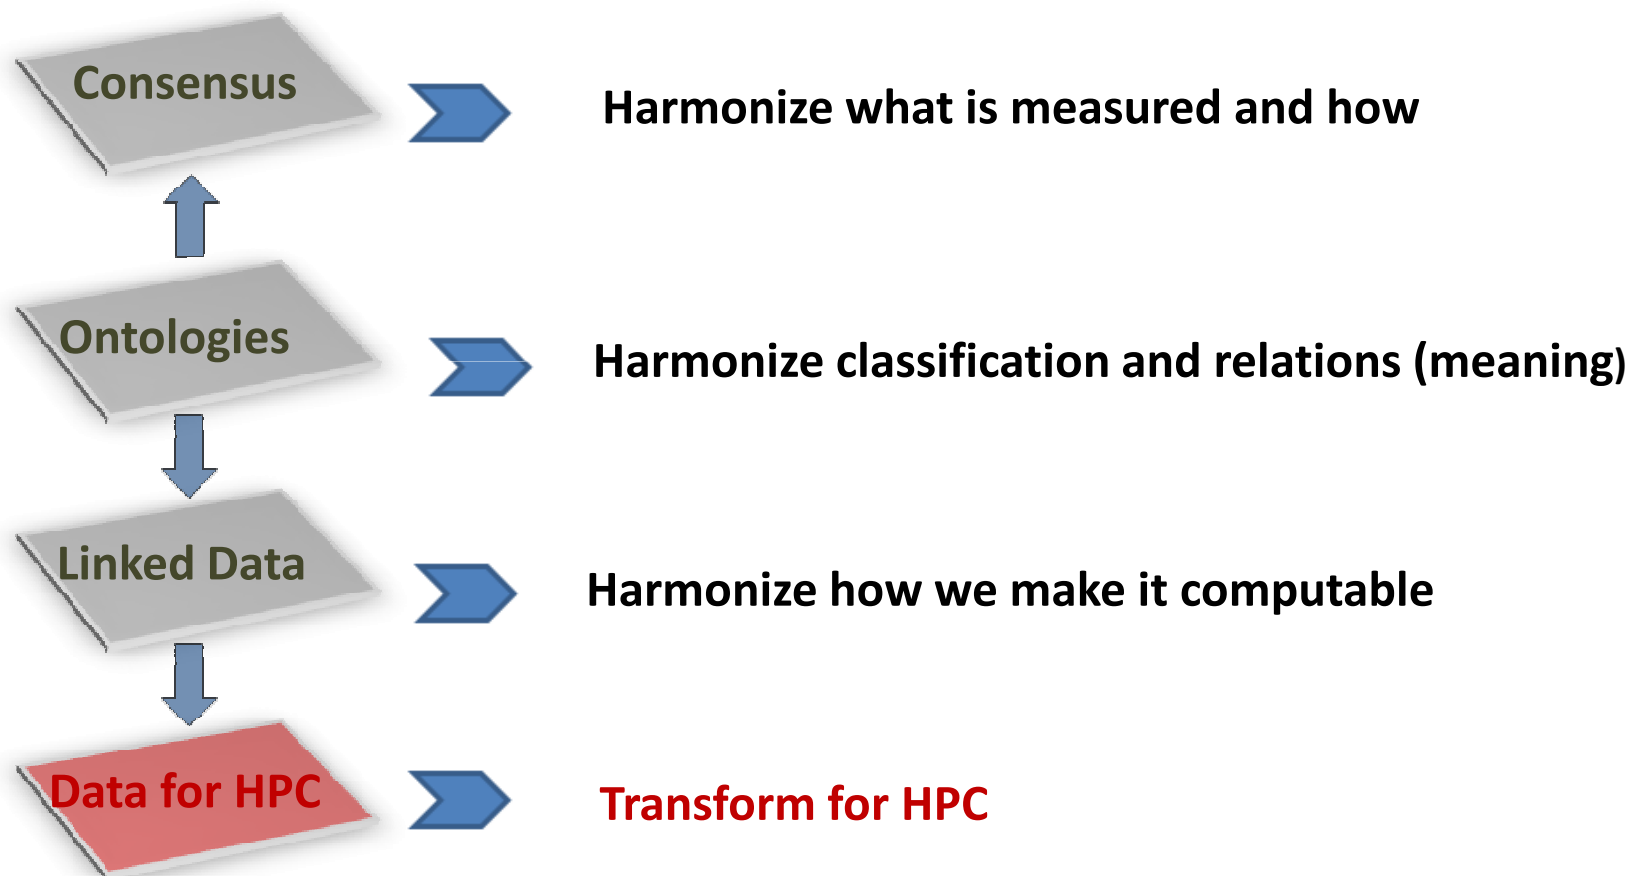 Consensus
Harmonize what is measured and how
Ontologies
Harmonize classification and relations (meaning)
Linked Data
Harmonize how we make it computable
Data for HPC
Transform for HPC